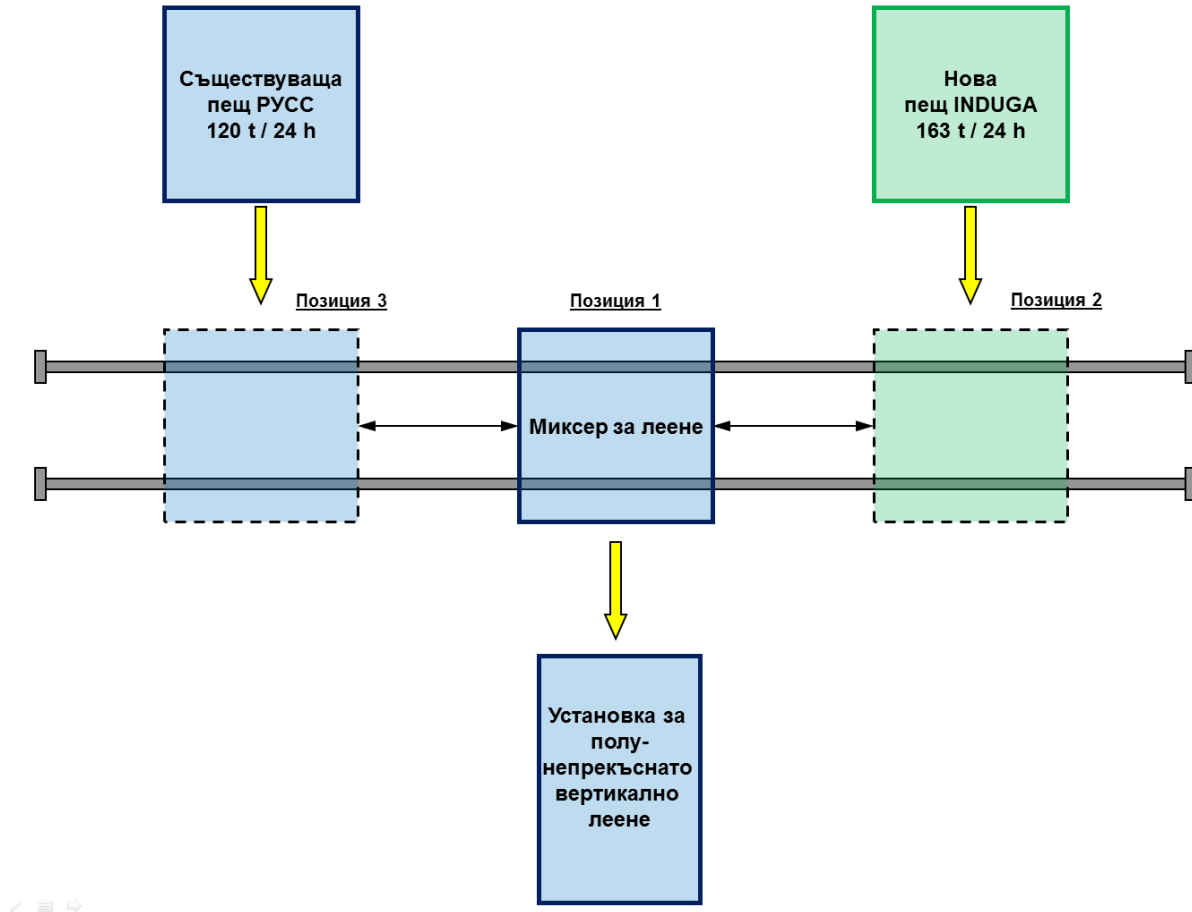 Съществуваща
пещ РУСС
120 t / 24 h
Нова
пещ INDUGA
163 t / 24 h
Позиция 3
Позиция 1
Позиция 2
Миксер за леене
Установка за
полу-
непрекъснато
вертикално
леене